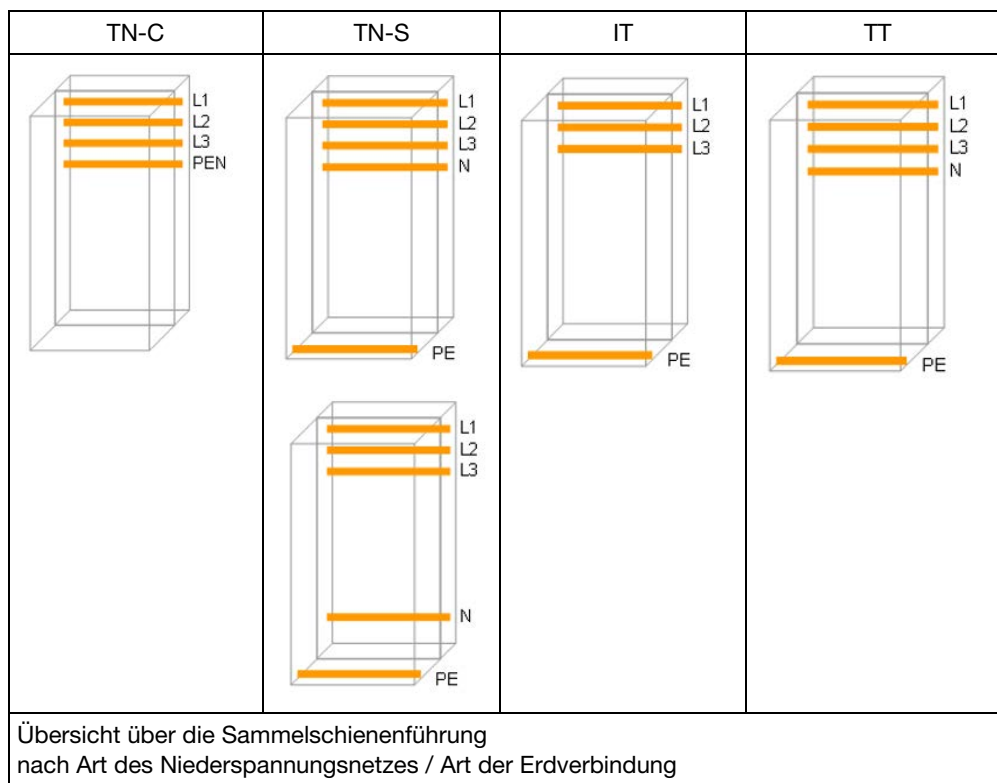 TN-C
TN-S
IT
TT
L1
L2
L3
PEN
L1
L2
L3
N
PE
L1
L2
L3
N
PE
L1
L2
L3
PE
L1
L2
L3
N
PE
Übersicht über die Sammelschienenführung
nach Art des Niederspannungsnetzes / Art der Erdverbindung